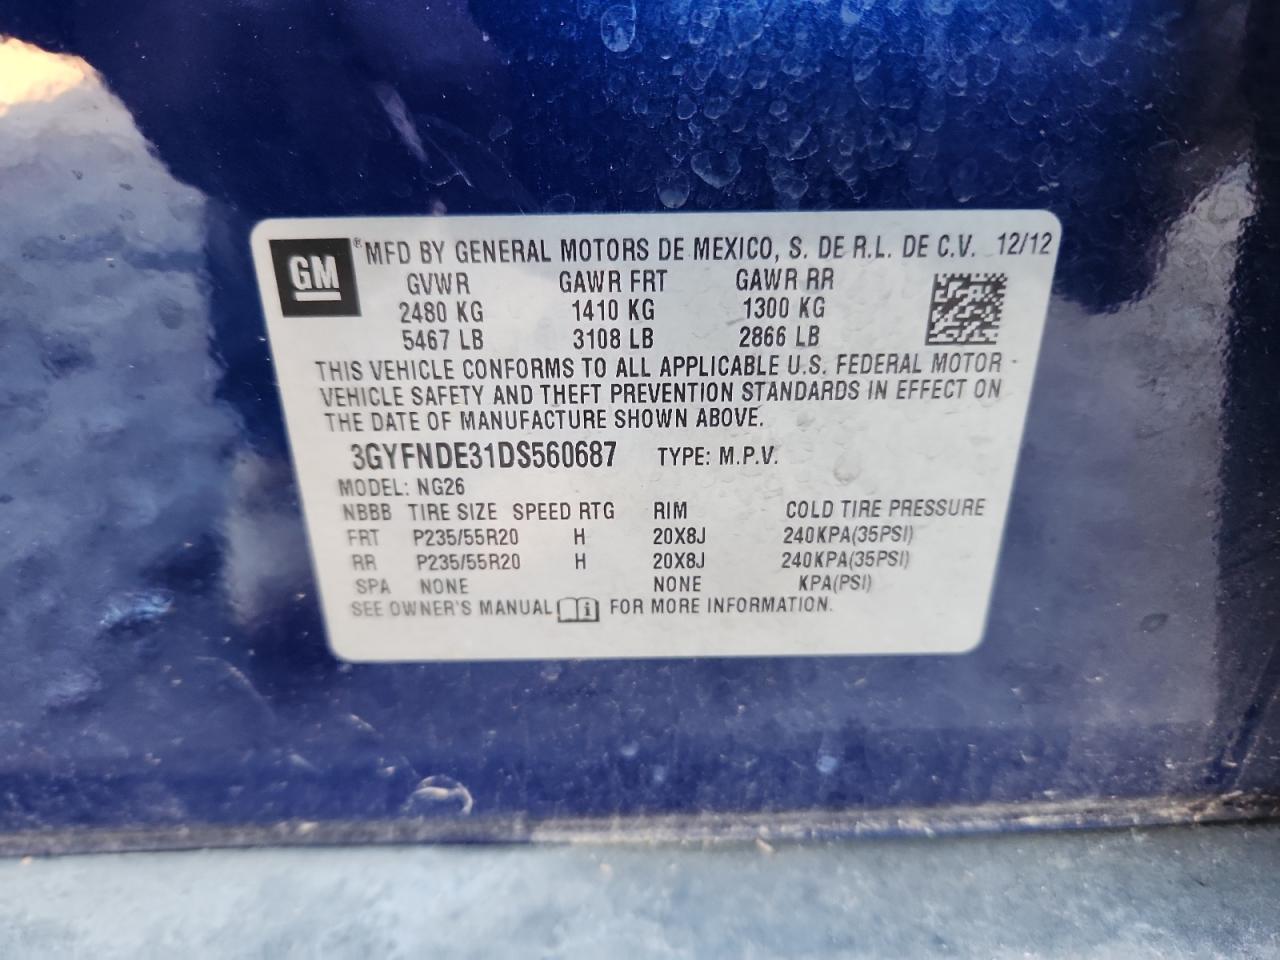 GM ® MFD BY GENERAL MOTORS DE MEXICO, S. DE R.L. DE C.V. 12/12
GVWR GAWR FRT GAWR RR
2480 KG 1410 KG 1300 KG
5467 LB 3108 LB 2866 LB
THIS VEHICLE CONFORMS TO ALL APPLICABLE U.S. FEDERAL MOTOR
VEHICLE SAFETY AND THEFT PREVENTION STANDARDS IN EFFECT ON
THE DATE OF MANUFACTURE SHOWN ABOVE.
3GYFNDE31DS560687 TYPE: M.P.V.
MODEL: NG26
NBBB TIRE SIZE SPEED RTG RIM COLD TIRE PRESSURE
FRT P235/55R20 H 20X8J 240KPA(35PSI)
RR P235/55R20 H 20X8J 240KPA(35PSI)
SPA NONE NONE KPA(PSI)
SEE OWNER'S MANUAL i FOR MORE INFORMATION.